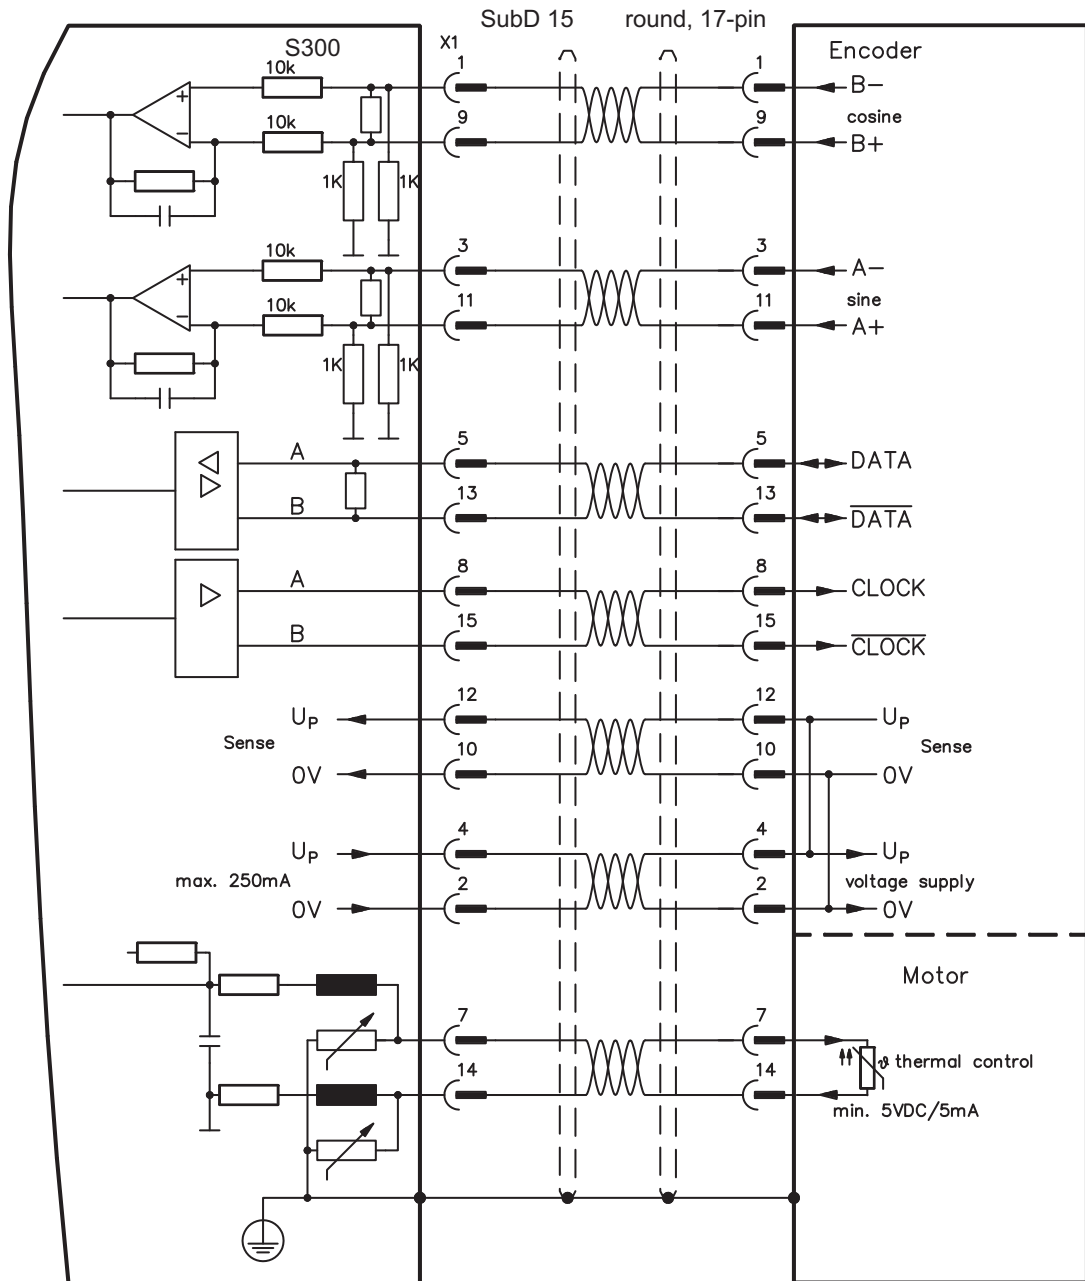 SubD 15 round, 17-pin
S300 X1 Encoder
10k 1 1 B-
cosine
10k 9 9 B+
1K 1K
10k 3 3 A-
sine
10k 11 11 A+
1K 1K
A 5 5 DATA
B 13 13 DATA
A 8 8 CLOCK
B 15 15 CLOCK
UP 12 12 UP
Sense Sense
0V 10 10 0V
UP 4 4 UP
max. 250mA voltage supply
0V 2 2 0V
Motor
7 7
ϑ thermal control
14 14
min. 5VDC/5mA